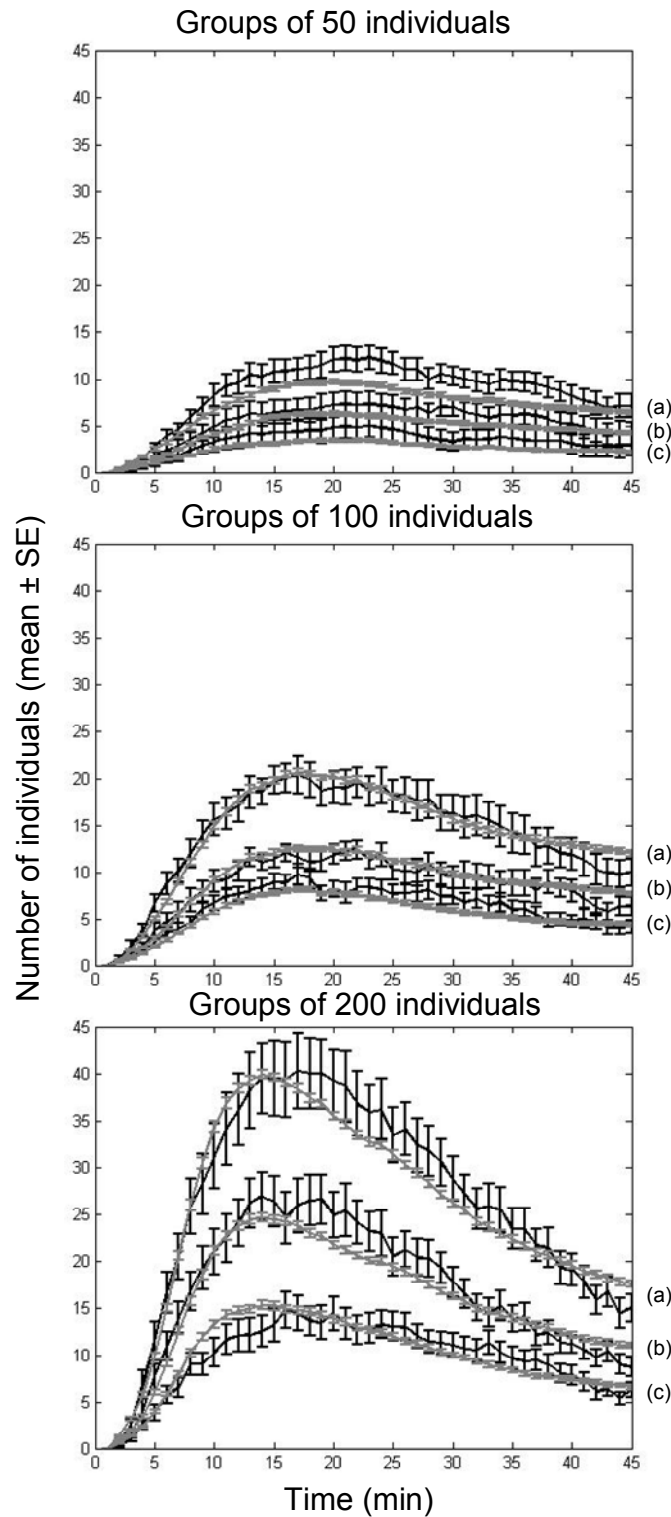 Groups of 50 individuals
45
40
35
30
25
20
15
10
5
0
(a)
(b)
(c)
0 5 10 15 20 25 30 35 40 45
Groups of 100 individuals
45
40
35
30
25
20
15
10
5
0
(a)
(b)
(c)
0 5 10 15 20 25 30 35 40 45
Number of individuals (mean ± SE)
Groups of 200 individuals
45
40
35
30
25
20
15
10
5
0
(a)
(b)
(c)
0 5 10 15 20 25 30 35 40 45
Time (min)